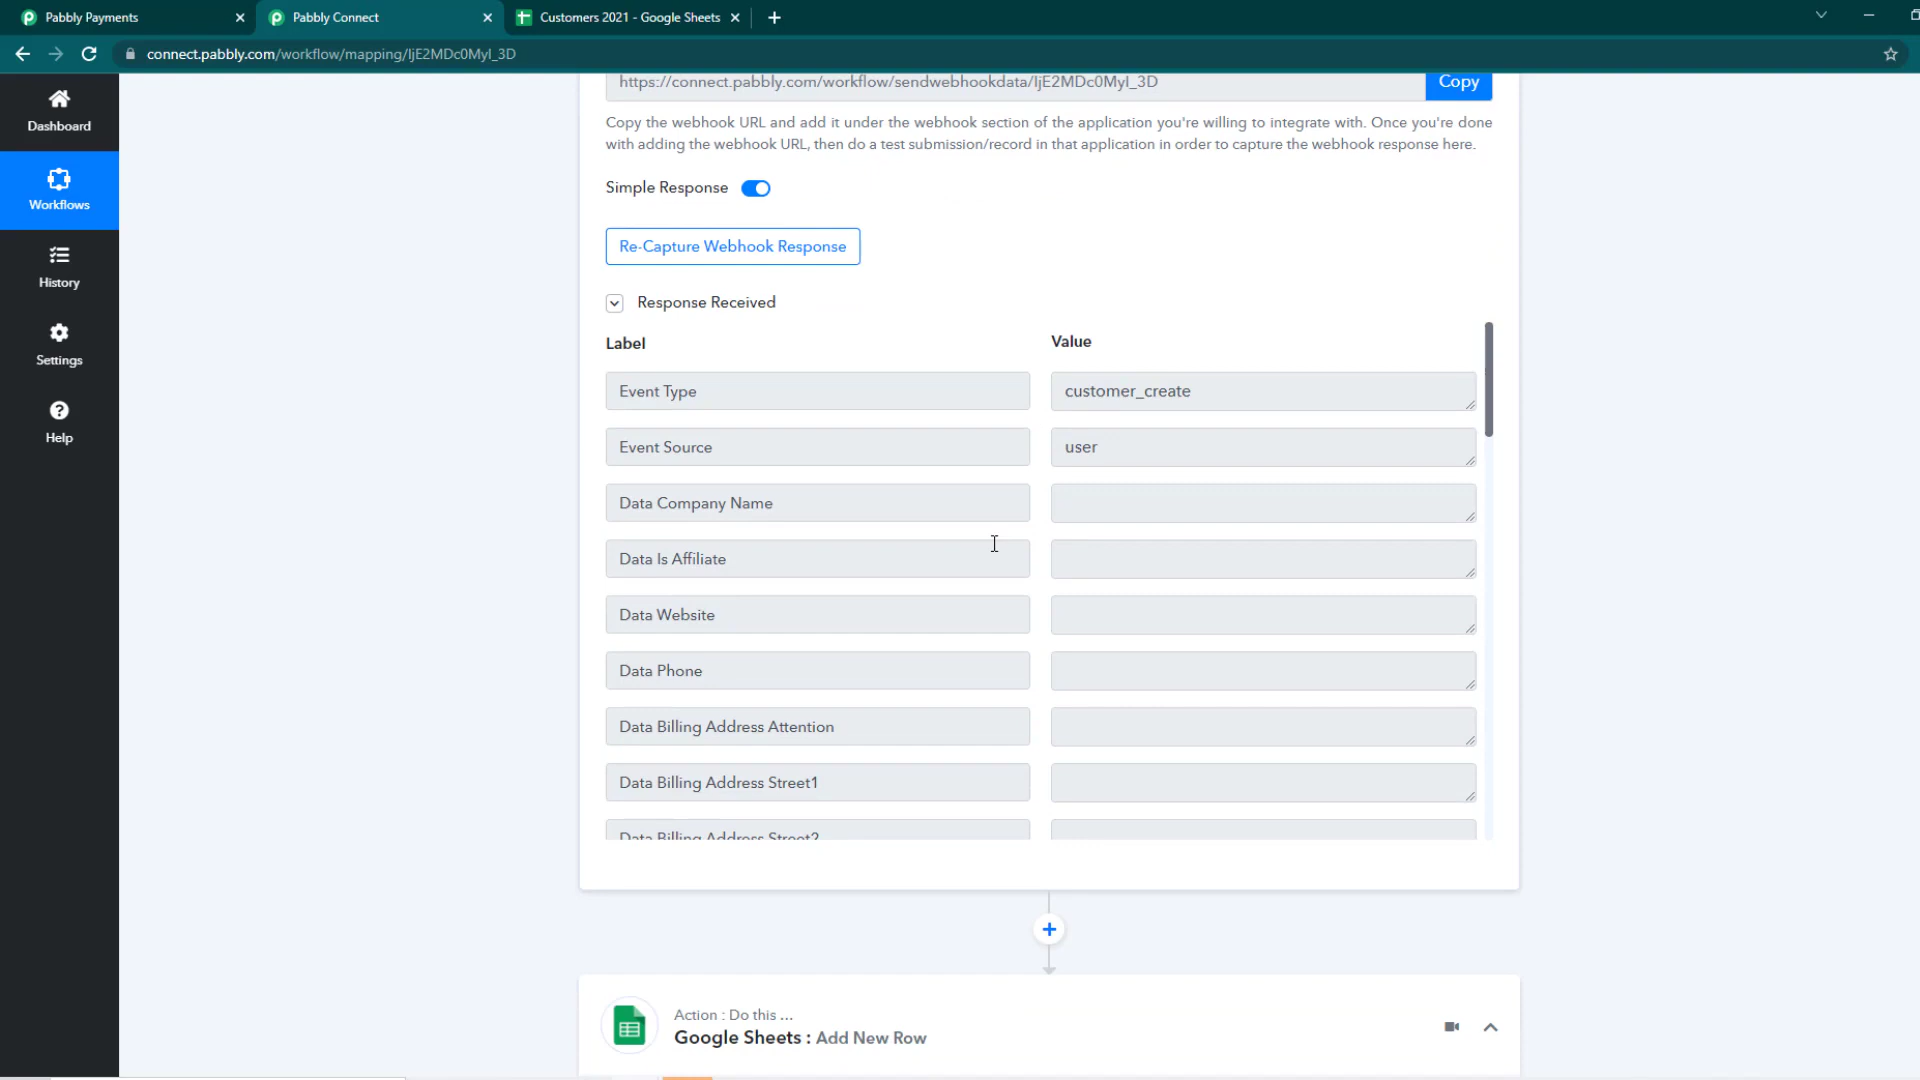 Pabbly Payments
Pabbly Connect
Customers 2021 - Google Sheets
connect.pabbly.com/workflow/mapping/IjE2MDc0MyI_3D
Dashboard
Workflows
History
Settings
Help
https://connect.pabbly.com/workflow/sendwebhookdata/IjE2MDc0MyI_3D
Copy
Copy the webhook URL and add it under the webhook section of the application you're willing to integrate with. Once you're done
with adding the webhook URL, then do a test submission/record in that application in order to capture the webhook response here.
Simple Response
Re-Capture Webhook Response
Response Received
Label Value
Event Type customer_create
Event Source user
Data Company Name
Data Is Affiliate
Data Website
Data Phone
Data Billing Address Attention
Data Billing Address Street1
Data Billing Address Street2
Action : Do this ...
Google Sheets : Add New Row